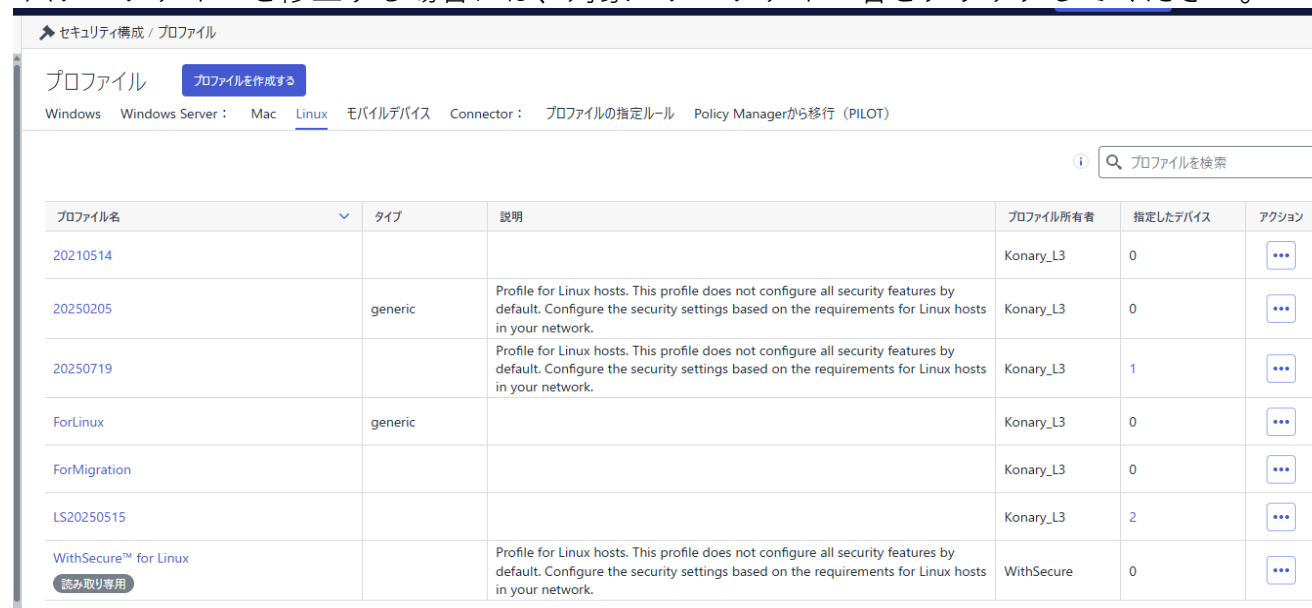 セキュリティ構成 / プロファイル
プロファイル プロファイルを作成する
Windows Windows Server： Mac Linux モバイルデバイス Connector： プロファイルの指定ルール Policy Managerから移行（PILOT）
プロファイルを検索
プロファイル名 タイプ 説明 プロファイル所有者 指定したデバイス アクション
20210514 Konary_L3 0
Profile for Linux hosts. This profile does not configure all security features by
20250205 generic default. Configure the security settings based on the requirements for Linux hosts Konary_L3 0
in your network.
Profile for Linux hosts. This profile does not configure all security features by
20250719 default. Configure the security settings based on the requirements for Linux hosts Konary_L3 1
in your network.
ForLinux generic Konary_L3 0
ForMigration Konary_L3 0
LS20250515 Konary_L3 2
WithSecure™ for Linux Profile for Linux hosts. This profile does not configure all security features by
default. Configure the security settings based on the requirements for Linux hosts WithSecure 0
読み取り専用 in your network.